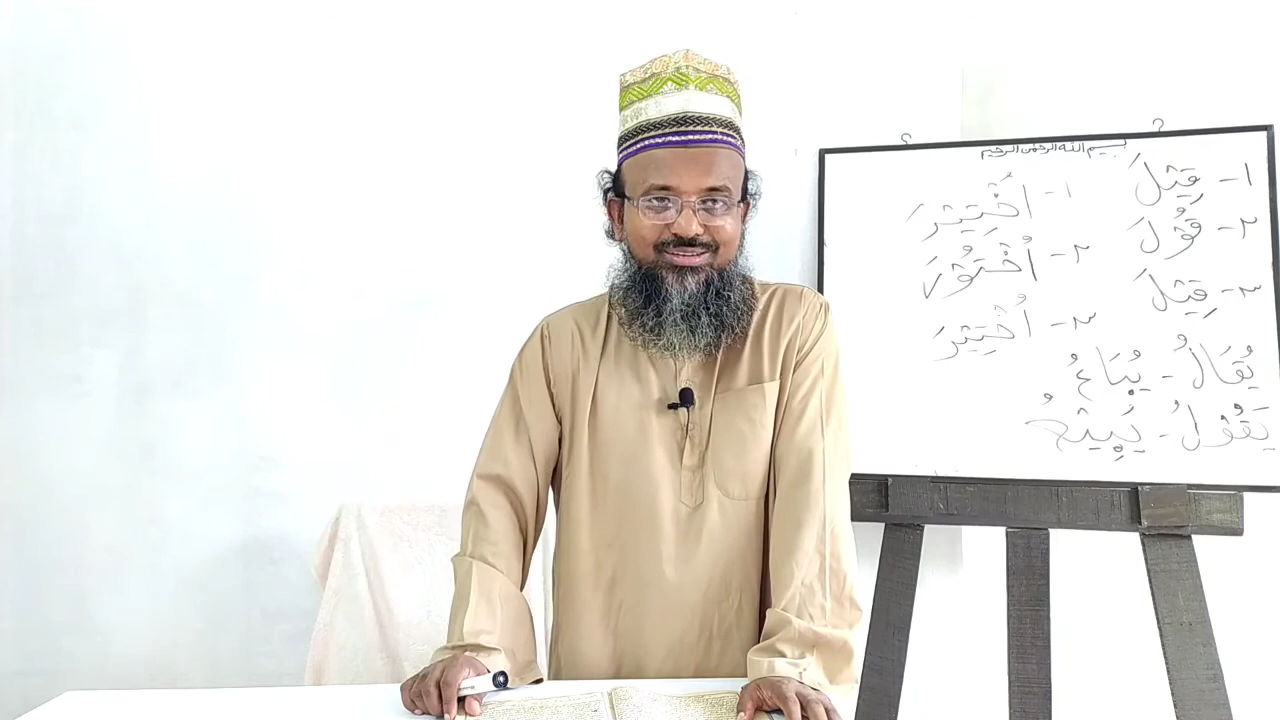 بسم الله الرحمن الرحيم
١- قِيْلَ
٢- قُوْلَ
٣- قِيْلَ
١- اُخْتِيْرَ
٢- اُخْتُوْرَ
٣- اُخْتِيْرَ
يُقَالُ - يُبَاعُ
يَقُوْلُ - يَبِيْعُ